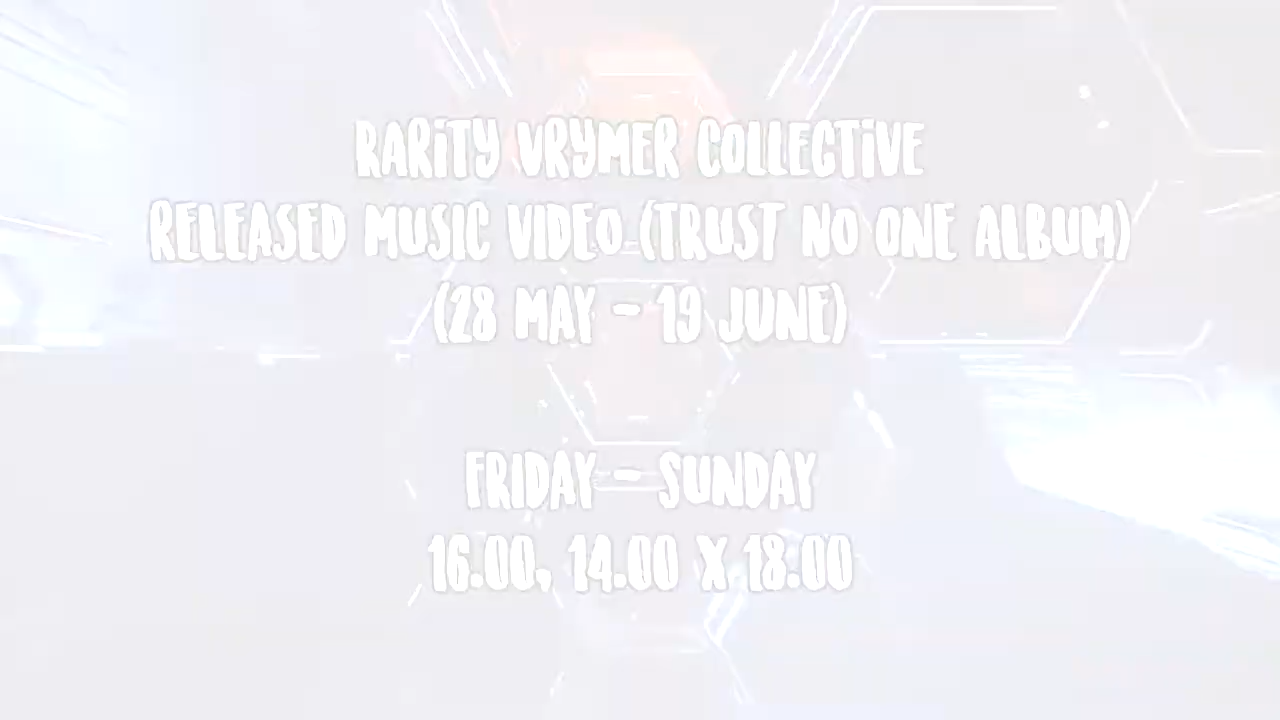 RARiTY VRYMER COLLECTiVE
RELEASED MUSIC VIDEO (TRUST NO ONE ALBUM)
(28 MAY - 19 JUNE)
FRIDAY - SUNDAY
16.00, 14.00 X 18.00